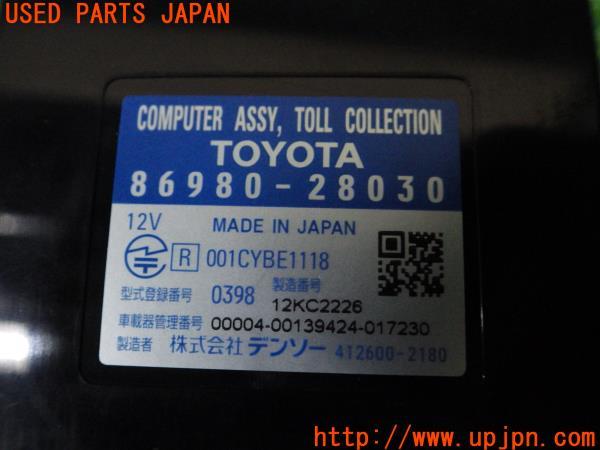 USED PARTS JAPAN
COMPUTER ASSY, TOLL COLLECTION
TOYOTA
86980-28030
12V MADE IN JAPAN
R 001CYBE1118
型式登録番号 0398 製造番号 12KC2226
車載器管理番号 00004-00139424-017230
製造者 株式会社 デンソー 412600-2180
http://www.upjpn.com